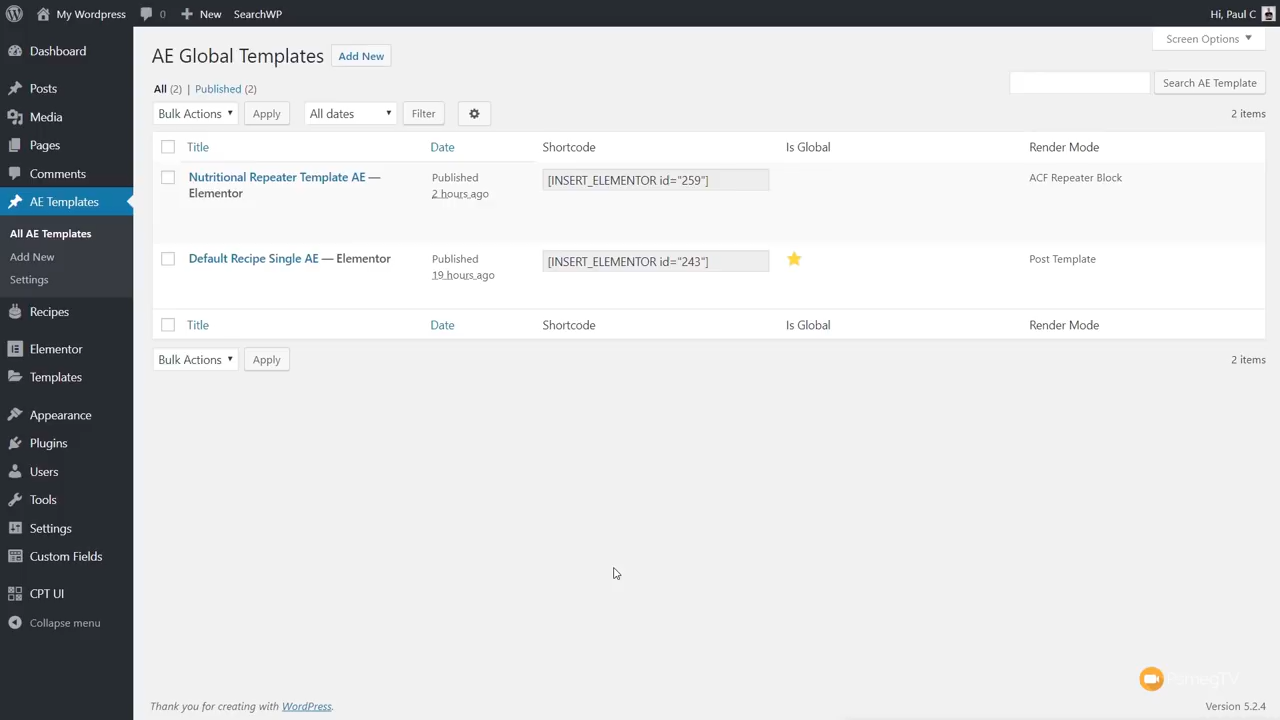 My Wordpress
0
New
SearchWP
Hi, Paul C
Dashboard
Posts
Media
Pages
Comments
AE Templates
All AE Templates
Add New
Settings
Recipes
Elementor
Templates
Appearance
Plugins
Users
Tools
Settings
Custom Fields
CPT UI
Collapse menu
Screen Options
AE Global Templates
Add New
All (2) | Published (2)
Search AE Template
Bulk Actions
Apply
All dates
Filter
2 items
Title Date Shortcode Is Global Render Mode
Nutritional Repeater Template AE —
Elementor
Published
2 hours ago
[INSERT_ELEMENTOR id="259"]
ACF Repeater Block
Default Recipe Single AE — Elementor
Published
19 hours ago
[INSERT_ELEMENTOR id="243"]
Post Template
Title Date Shortcode Is Global Render Mode
Bulk Actions
Apply
2 items
PsmegTV
Thank you for creating with WordPress.
Version 5.2.4